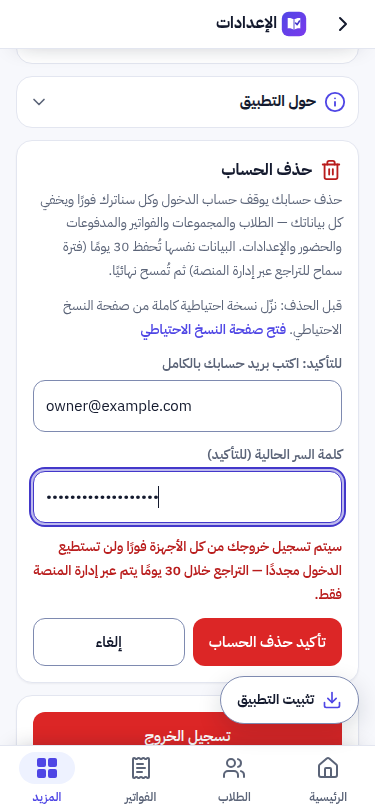 الإعدادات
حول التطبيق
حذف الحساب
حذف حسابك يوقف حساب الدخول وكل سناترك فورًا ويخفي
كل بياناتك — الطلاب والمجموعات والفواتير والمدفوعات
والحضور والإعدادات. البيانات نفسها تُحفظ 30 يومًا (فترة
سماح للتراجع عبر إدارة المنصة) ثم تُمسح نهائيًا.
قبل الحذف: نزّل نسخة احتياطية كاملة من صفحة النسخ
الاحتياطي. فتح صفحة النسخ الاحتياطي
للتأكيد: اكتب بريد حسابك بالكامل
owner@example.com
كلمة السر الحالية (للتأكيد)
سيتم تسجيل خروجك من كل الأجهزة فورًا ولن تستطيع
الدخول مجددًا — التراجع خلال 30 يومًا يتم عبر إدارة المنصة
فقط.
تأكيد حذف الحساب
إلغاء
تثبيت التطبيق
تسجيل الخروج
الرئيسية
الطلاب
الفواتير
المزيد